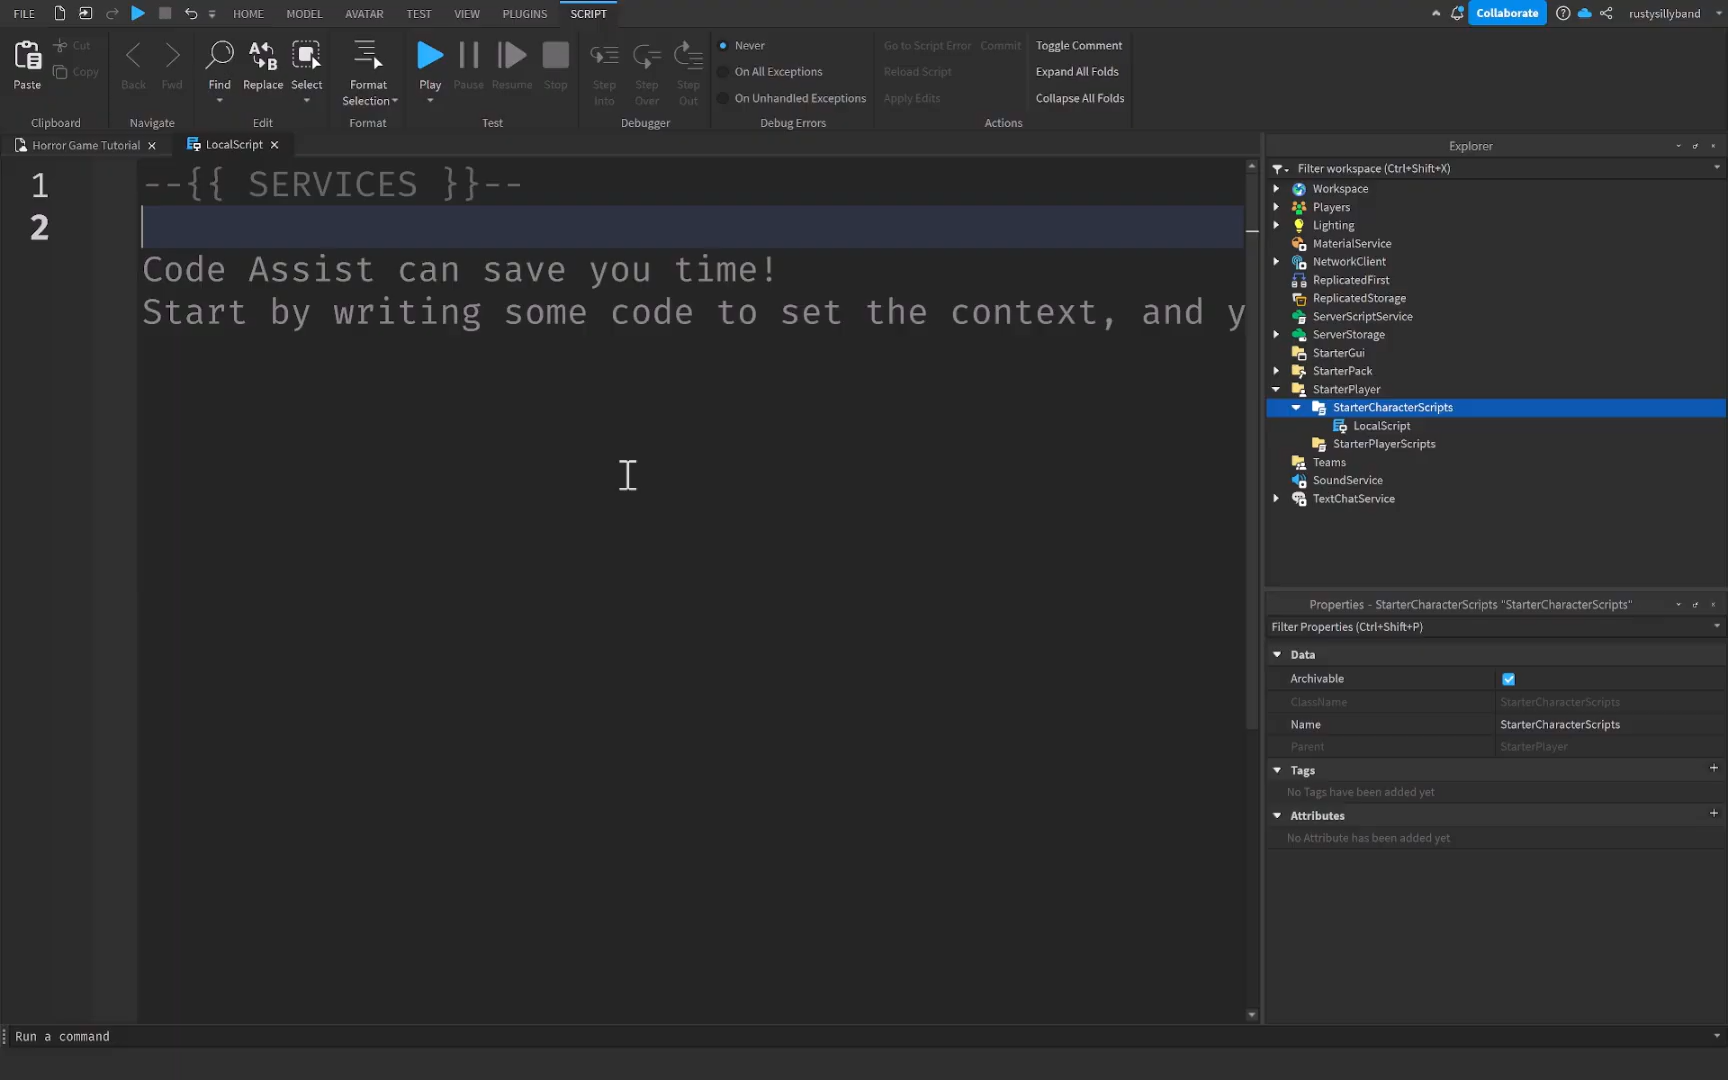 FILE HOME MODEL AVATAR TEST VIEW PLUGINS SCRIPT Collaborate rustysillyband
Paste
Cut
Copy
Clipboard
Back Fwd
Navigate
Find Replace Select
Edit
Format
Selection
Format
Play Pause Resume Stop
Test
Step
Into
Step
Over
Step
Out
Debugger
Never
On All Exceptions
On Unhandled Exceptions
Debug Errors
Go to Script Error Commit
Reload Script
Apply Edits
Toggle Comment
Expand All Folds
Collapse All Folds
Actions
Horror Game Tutorial LocalScript
1 --{{ SERVICES }}--
2
Code Assist can save you time!
Start by writing some code to set the context, and y
Explorer
Filter workspace (Ctrl+Shift+X)
Workspace
Players
Lighting
MaterialService
NetworkClient
ReplicatedFirst
ReplicatedStorage
ServerScriptService
ServerStorage
StarterGui
StarterPack
StarterPlayer
StarterCharacterScripts
LocalScript
StarterPlayerScripts
Teams
SoundService
TextChatService
Properties - StarterCharacterScripts "StarterCharacterScripts"
Filter Properties (Ctrl+Shift+P)
Data
Archivable
ClassName StarterCharacterScripts
Name StarterCharacterScripts
Parent StarterPlayer
Tags
No Tags have been added yet
Attributes
No Attribute has been added yet
Run a command